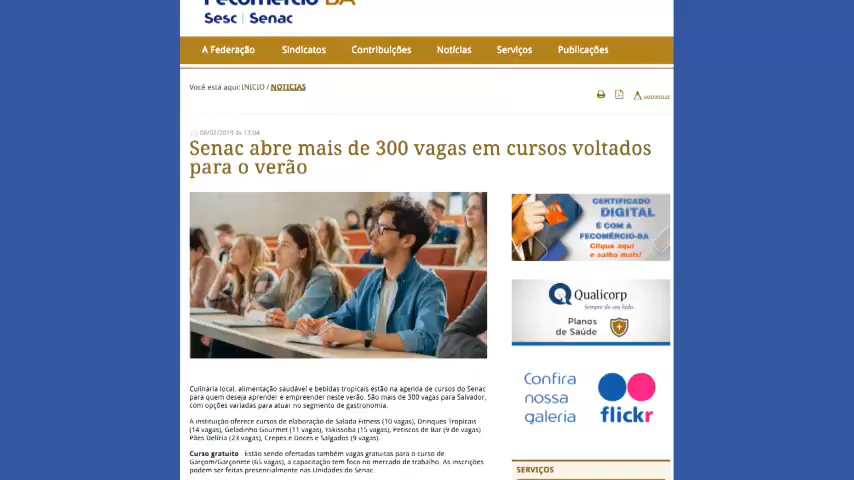 Fecomércio BA
Sesc | Senac
A Federação Sindicatos Contribuições Notícias Serviços Publicações
Você está aqui: INICIO / NOTICIAS
aumentar
08/02/2019 às 13:04
Senac abre mais de 300 vagas em cursos voltados
para o verão
CERTIFICADO
DIGITAL
É COM A
FECOMÉRCIO-BA
Clique aqui
e saiba mais!
Qualicorp
Sempre do seu lado
Planos
de Saúde
Confira
nossa
galeria
flickr
Culinária local, alimentação saudável e bebidas tropicais estão na agenda de cursos do Senac
para quem deseja aprender e empreender neste verão. São mais de 300 vagas para Salvador,
com opções variadas para atuar no segmento de gastronomia.
A instituição oferece cursos de elaboração de Salada Fitness (10 vagas), Drinques Tropicais
(14 vagas), Geladinho Gourmet (11 vagas), Yakissoba (15 vagas), Petiscos de Bar (9 de vagas)
Pães Delícia (23 vagas), Crepes e Doces e Salgados (9 vagas).
Curso gratuito - Estão sendo ofertadas também vagas gratuitas para o curso de
Garçom/Garçonete (65 vagas), a capacitação tem foco no mercado de trabalho. As inscrições
podem ser feitas presencialmente nas Unidades do Senac.
SERVIÇOS